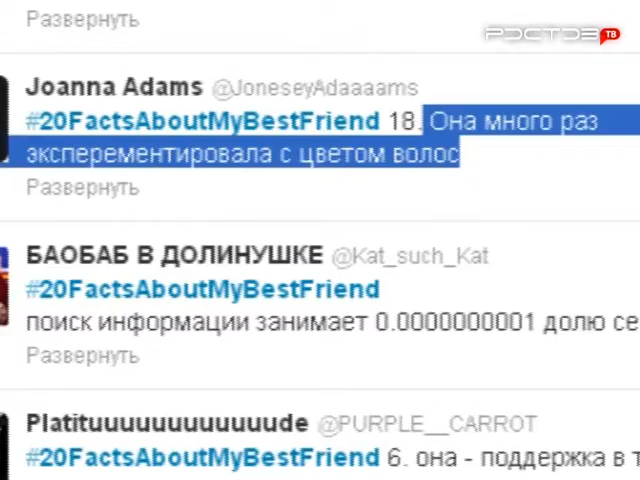 Развернуть
РОСТОВ ТВ
Joanna Adams @JoneseyAdaaaams
#20FactsAboutMyBestFriend 18. Она много раз
эксперементировала с цветом волос
Развернуть
БАОБАБ В ДОЛИНУШКЕ @Kat_such_Kat
#20FactsAboutMyBestFriend
поиск информации занимает 0.0000000001 долю се
Развернуть
Platituuuuuuuuuuuude @PURPLE__CARROT
#20FactsAboutMyBestFriend 6. она - поддержка в т